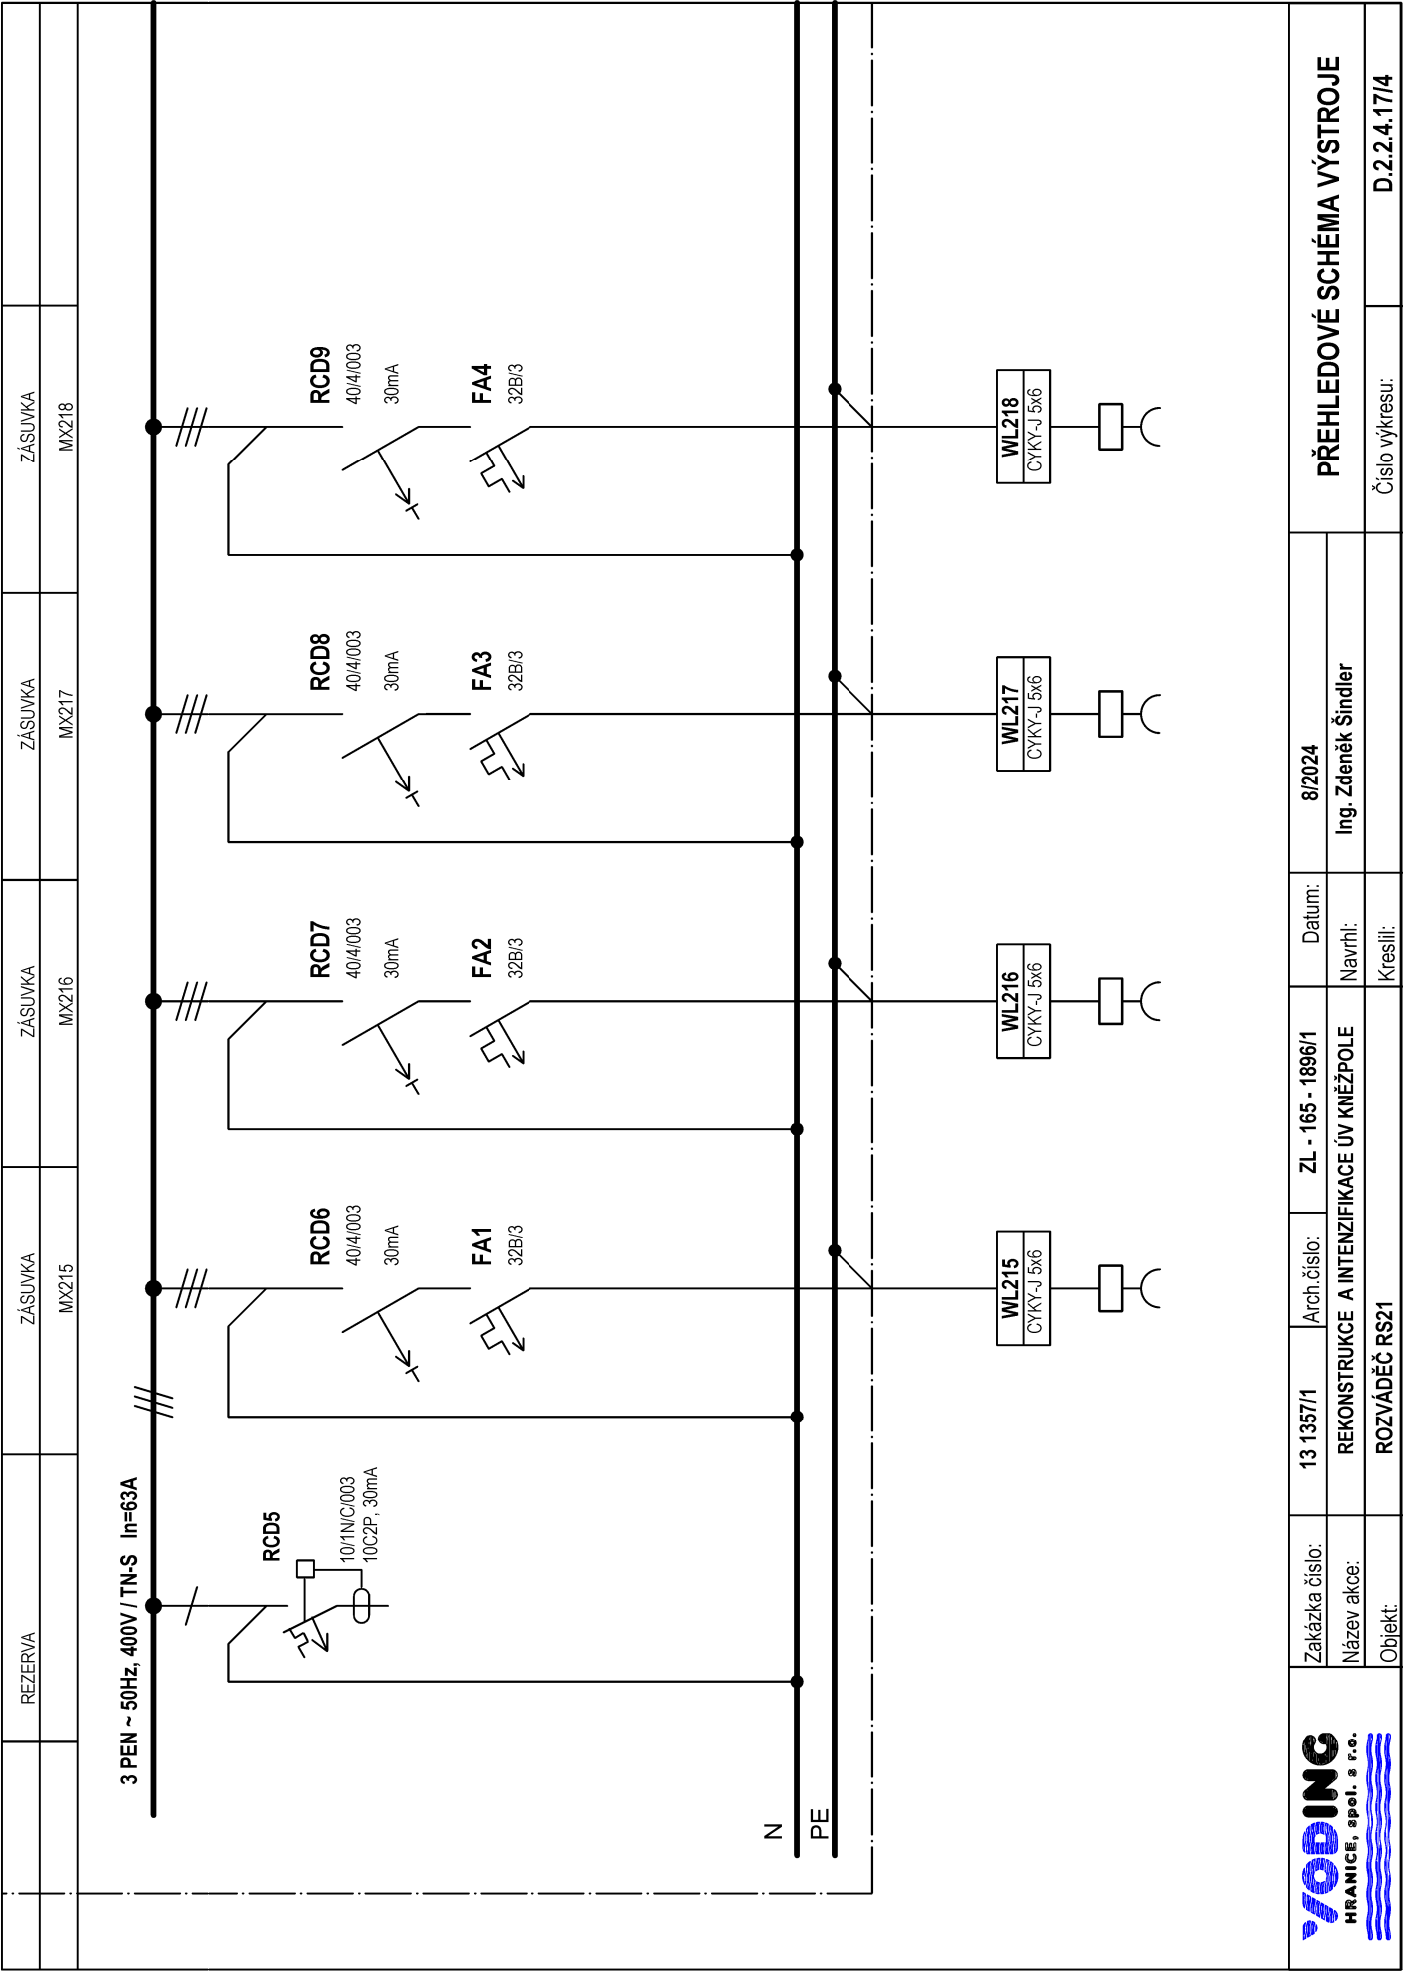 REZERVA
ZÁSUVKA
ZÁSUVKA
ZÁSUVKA
ZÁSUVKA
MX215
MX216
MX217
MX218
3 PEN ~ 50Hz, 400V / TN-S   In=63A
RCD5
10/1N/C/003
10C2P, 30mA
RCD6
40/4/003
30mA
FA1
32B/3
RCD7
40/4/003
30mA
FA2
32B/3
RCD8
40/4/003
30mA
FA3
32B/3
RCD9
40/4/003
30mA
FA4
32B/3
N
PE
WL215
CYKY-J 5x6
WL216
CYKY-J 5x6
WL217
CYKY-J 5x6
WL218
CYKY-J 5x6
VODING
HRANICE, spol. s r.o.
Zakázka číslo: 13 1357/1 Arch.číslo: ZL - 165 - 1896/1 Datum: 8/2024
Název akce: REKONSTRUKCE A INTENZIFIKACE ÚV KNĚŽPOLE Navrhl: Ing. Zdeněk Šindler
Objekt: ROZVÁDĚČ RS21 Kreslil:
PŘEHLEDOVÉ SCHÉMA VÝSTROJE
Číslo výkresu: D.2.2.4.17/4